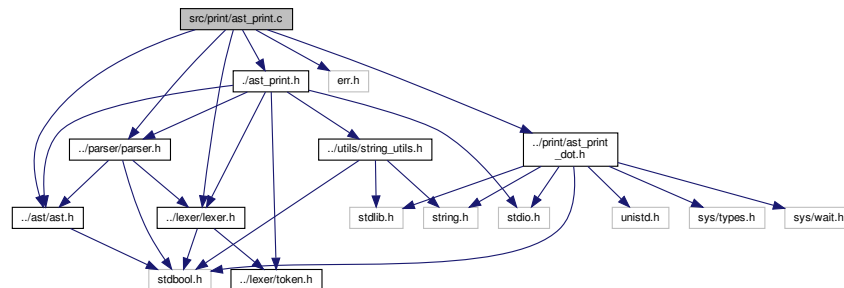 src/print/ast_print.c
./ast_print.h
err.h
../parser/parser.h
../utils/string_utils.h
../print/ast_print
_dot.h
../ast/ast.h
../lexer/lexer.h
stdlib.h
string.h
stdio.h
unistd.h
sys/types.h
sys/wait.h
stdbool.h
../lexer/token.h